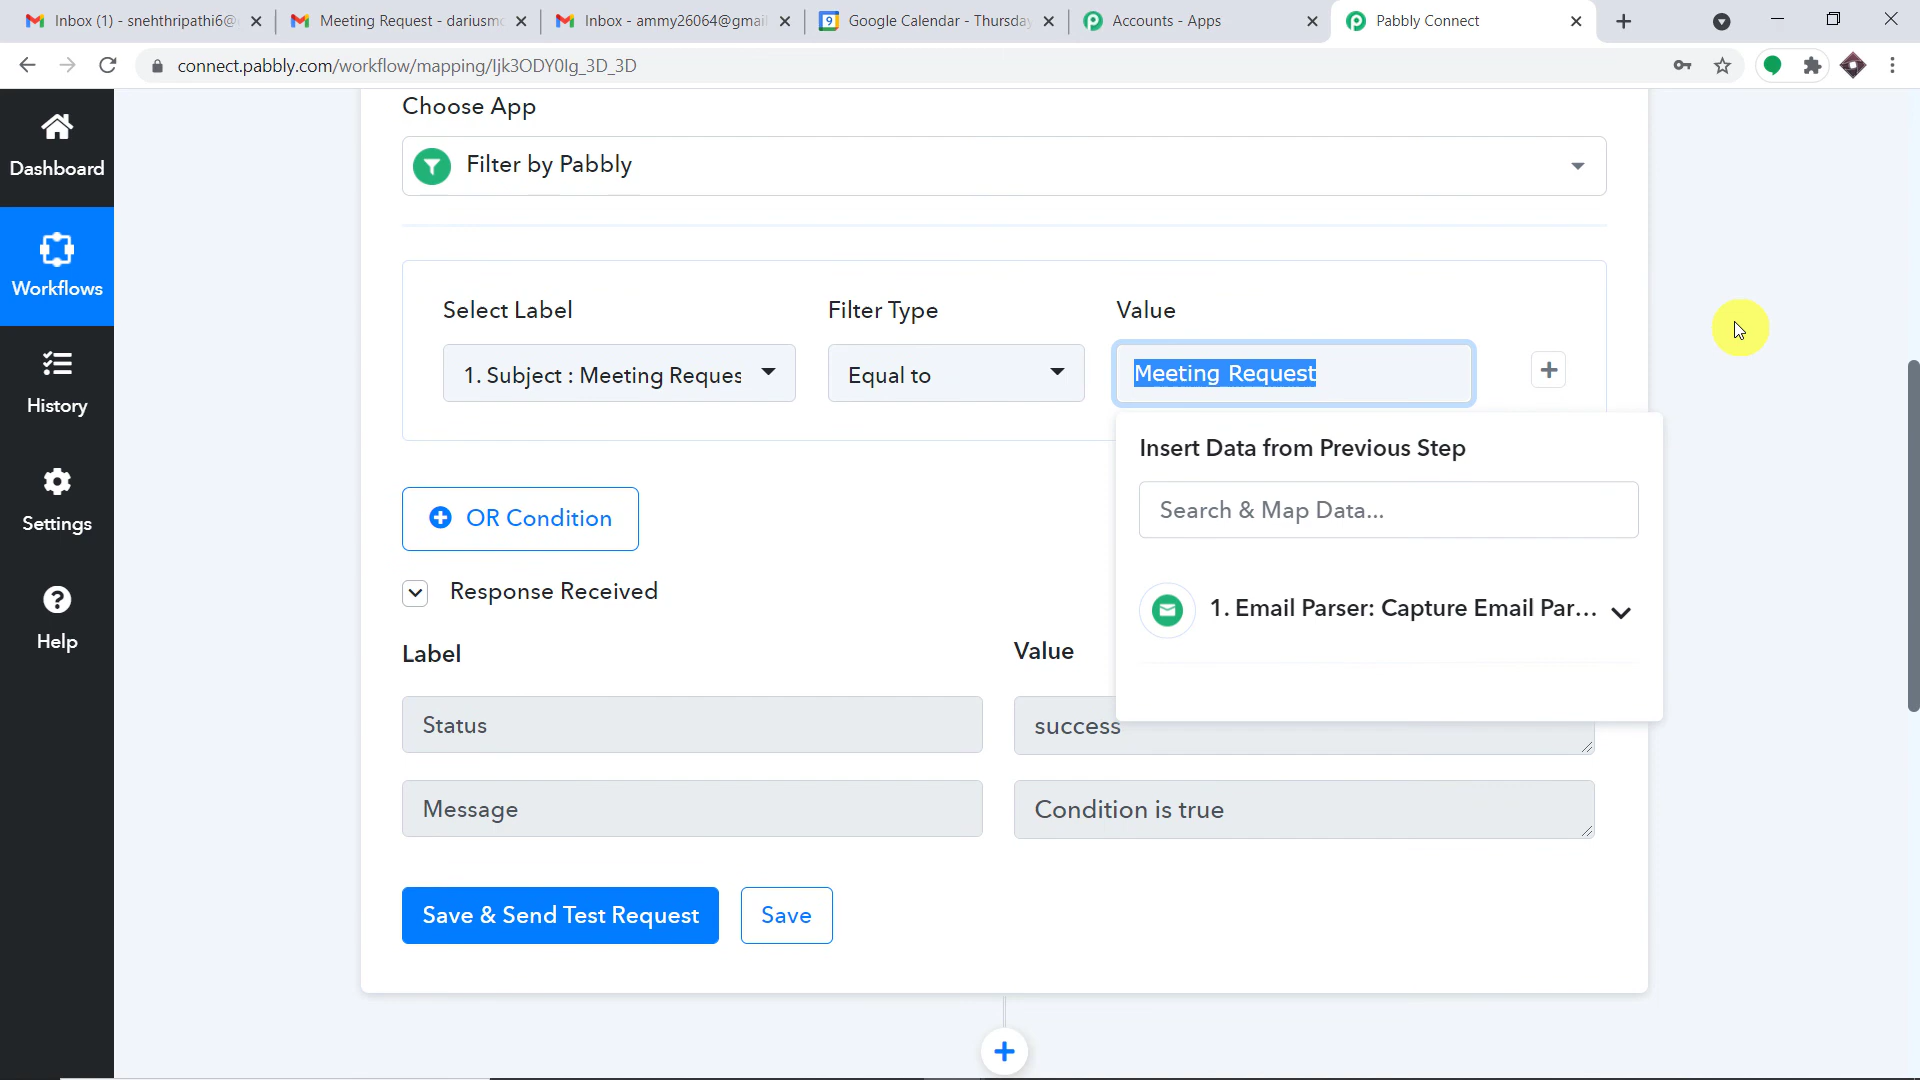 Inbox (1) - snehthripathi6@
Meeting Request - dariusmc
Inbox - ammy26064@gmail
Google Calendar - Thursday
Accounts - Apps
Pabbly Connect
connect.pabbly.com/workflow/mapping/Ijk3ODY0Ig_3D_3D
Dashboard
Workflows
History
Settings
Help
Choose App
Filter by Pabbly
Select Label
Filter Type
Value
1. Subject : Meeting Reques
Equal to
Meeting Request
Insert Data from Previous Step
Search & Map Data...
1. Email Parser: Capture Email Par...
OR Condition
Response Received
Label
Value
Status
success
Message
Condition is true
Save & Send Test Request
Save